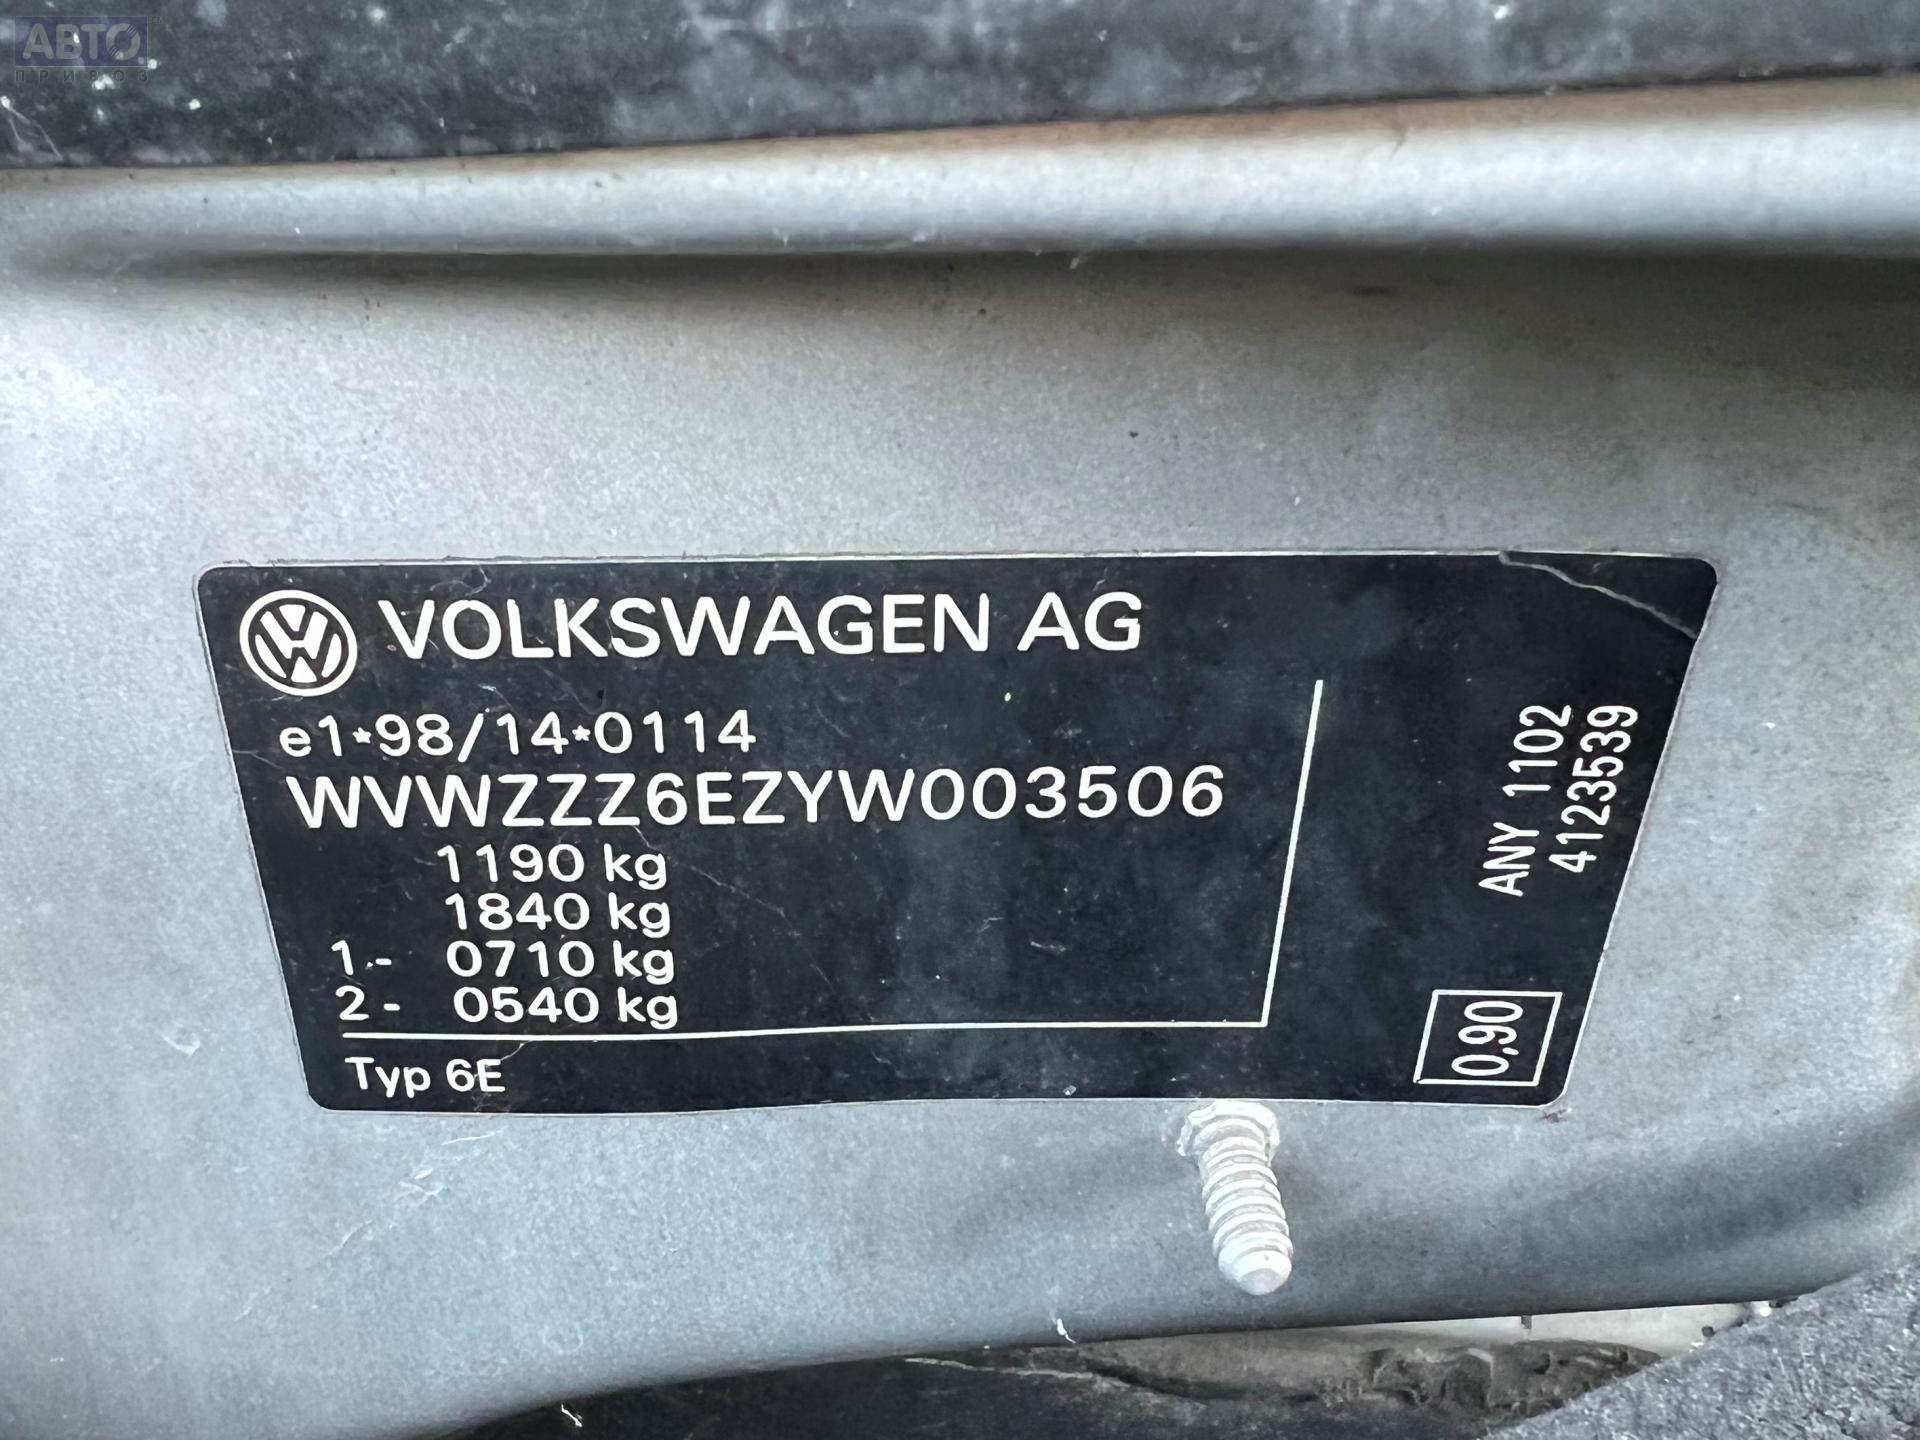 АВТО
ПРИВОЗ
VOLKSWAGEN AG
e1*98/14*0114
WVWZZZ6EZYW003506
1190 kg
1840 kg
1- 0710 kg
2- 0540 kg
Typ 6E
ANY 1102
4123539
0,90